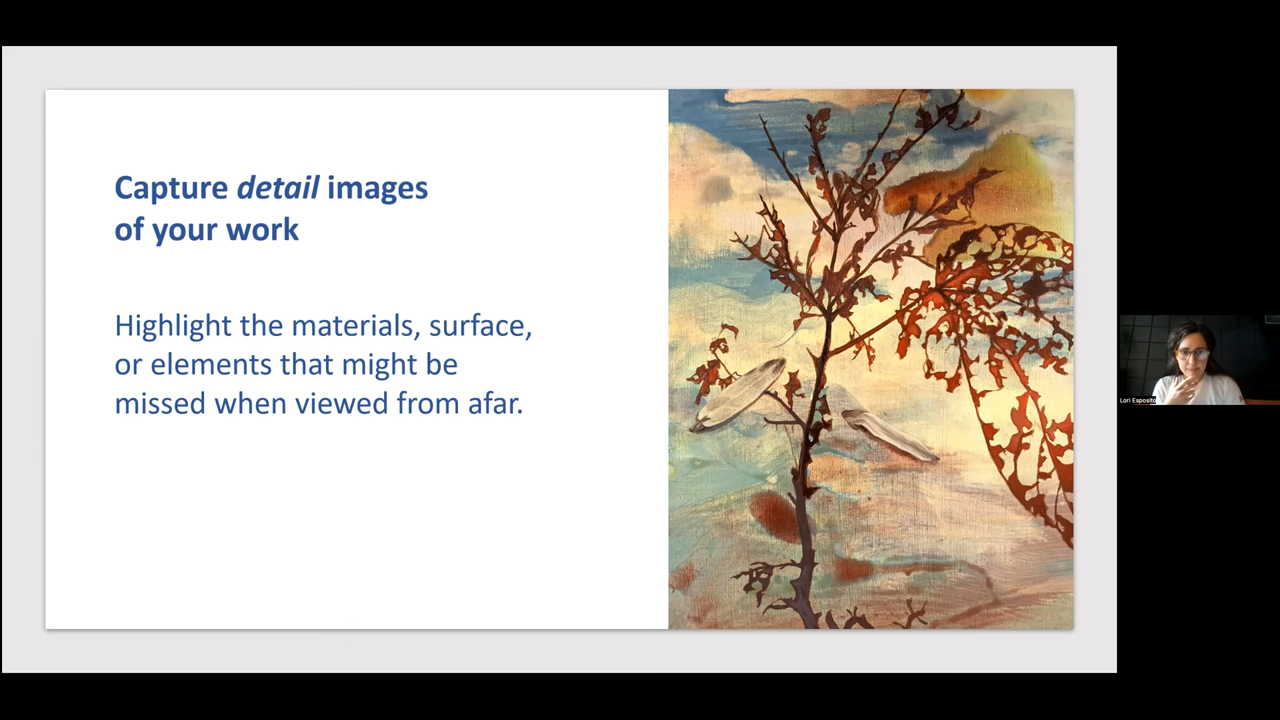 Capture detail images
of your work
Highlight the materials, surface,
or elements that might be
missed when viewed from afar.
Lori Esposito